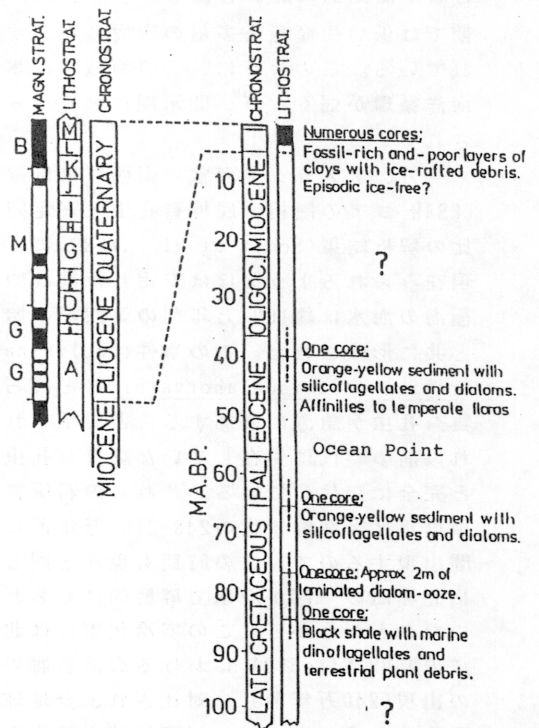 MAGN.STRAT.
LITHOSTRAT.
CHRONOSTRAT.
B
M
G
G
M
L
K
J
I
H
G
F
E
D
A
MIOCENE
PLIOCENE
QUATERNARY
CHRONOSTRAT.
LITHOSTRAT.
MA.BP.:
10
20
30
40
50
60
70
80
90
100
MIOCENE
OLIGOC.
EOCENE
PALE
LATE CRETACEOUS
Numerous cores:
Fossil-rich and-poor layers of
clays with ice-rafted debris.
Episodic ice-free?
?
One core:
Orange-yellow sediment with
silicoflagellates and diatoms.
Affinilies to temperate floras
Ocean Point
One core:
Orange-yellow sediment with
silicoflagellates and diatoms.
One core: Approx. 2m of
laminated diatom-ooze.
One core:
Black shale with marine
dinoflagellates and
terrestrial plant debris.
?